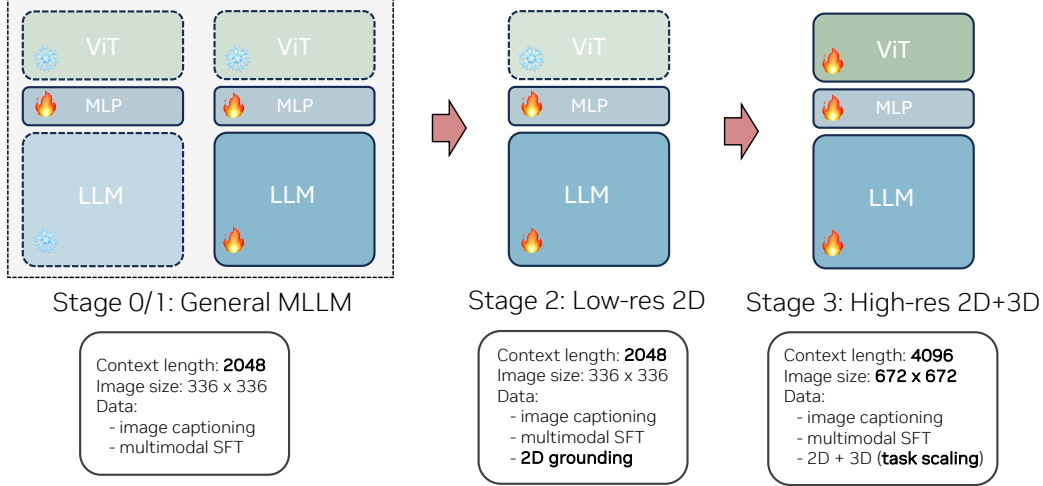 ViT
MLP
LLM
ViT
MLP
LLM
Stage 0/1: General MLLM
Context length: 2048
Image size: 336 x 336
Data:
- image captioning
- multimodal SFT
ViT
MLP
LLM
Stage 2: Low-res 2D
Context length: 2048
Image size: 336 x 336
Data:
- image captioning
- multimodal SFT
- 2D grounding
ViT
MLP
LLM
Stage 3: High-res 2D+3D
Context length: 4096
Image size: 672 x 672
Data:
- image captioning
- multimodal SFT
- 2D + 3D (task scaling)